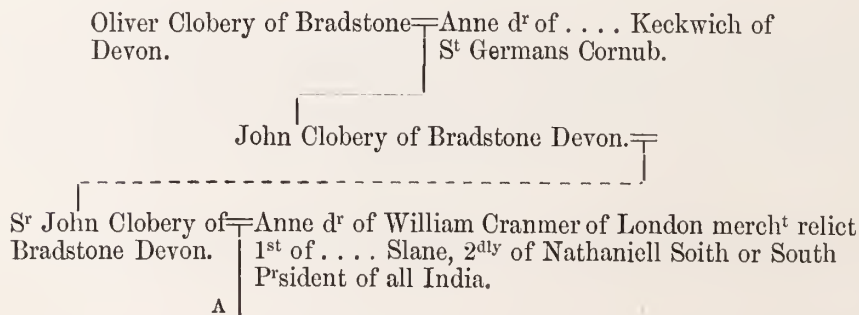 Oliver Clobery of Bradstone Anne dʳ of . . . . Keckwich of
Devon. Sᵗ Germans Cornub.
John Clobery of Bradstone Devon.
Sʳ John Clobery of Anne dʳ of William Cranmer of London merchᵗ relict
Bradstone Devon. 1ˢᵗ of . . . . Slane, 2ᵈˡʸ of Nathaniell Soith or South
Pʳsident of all India.
A